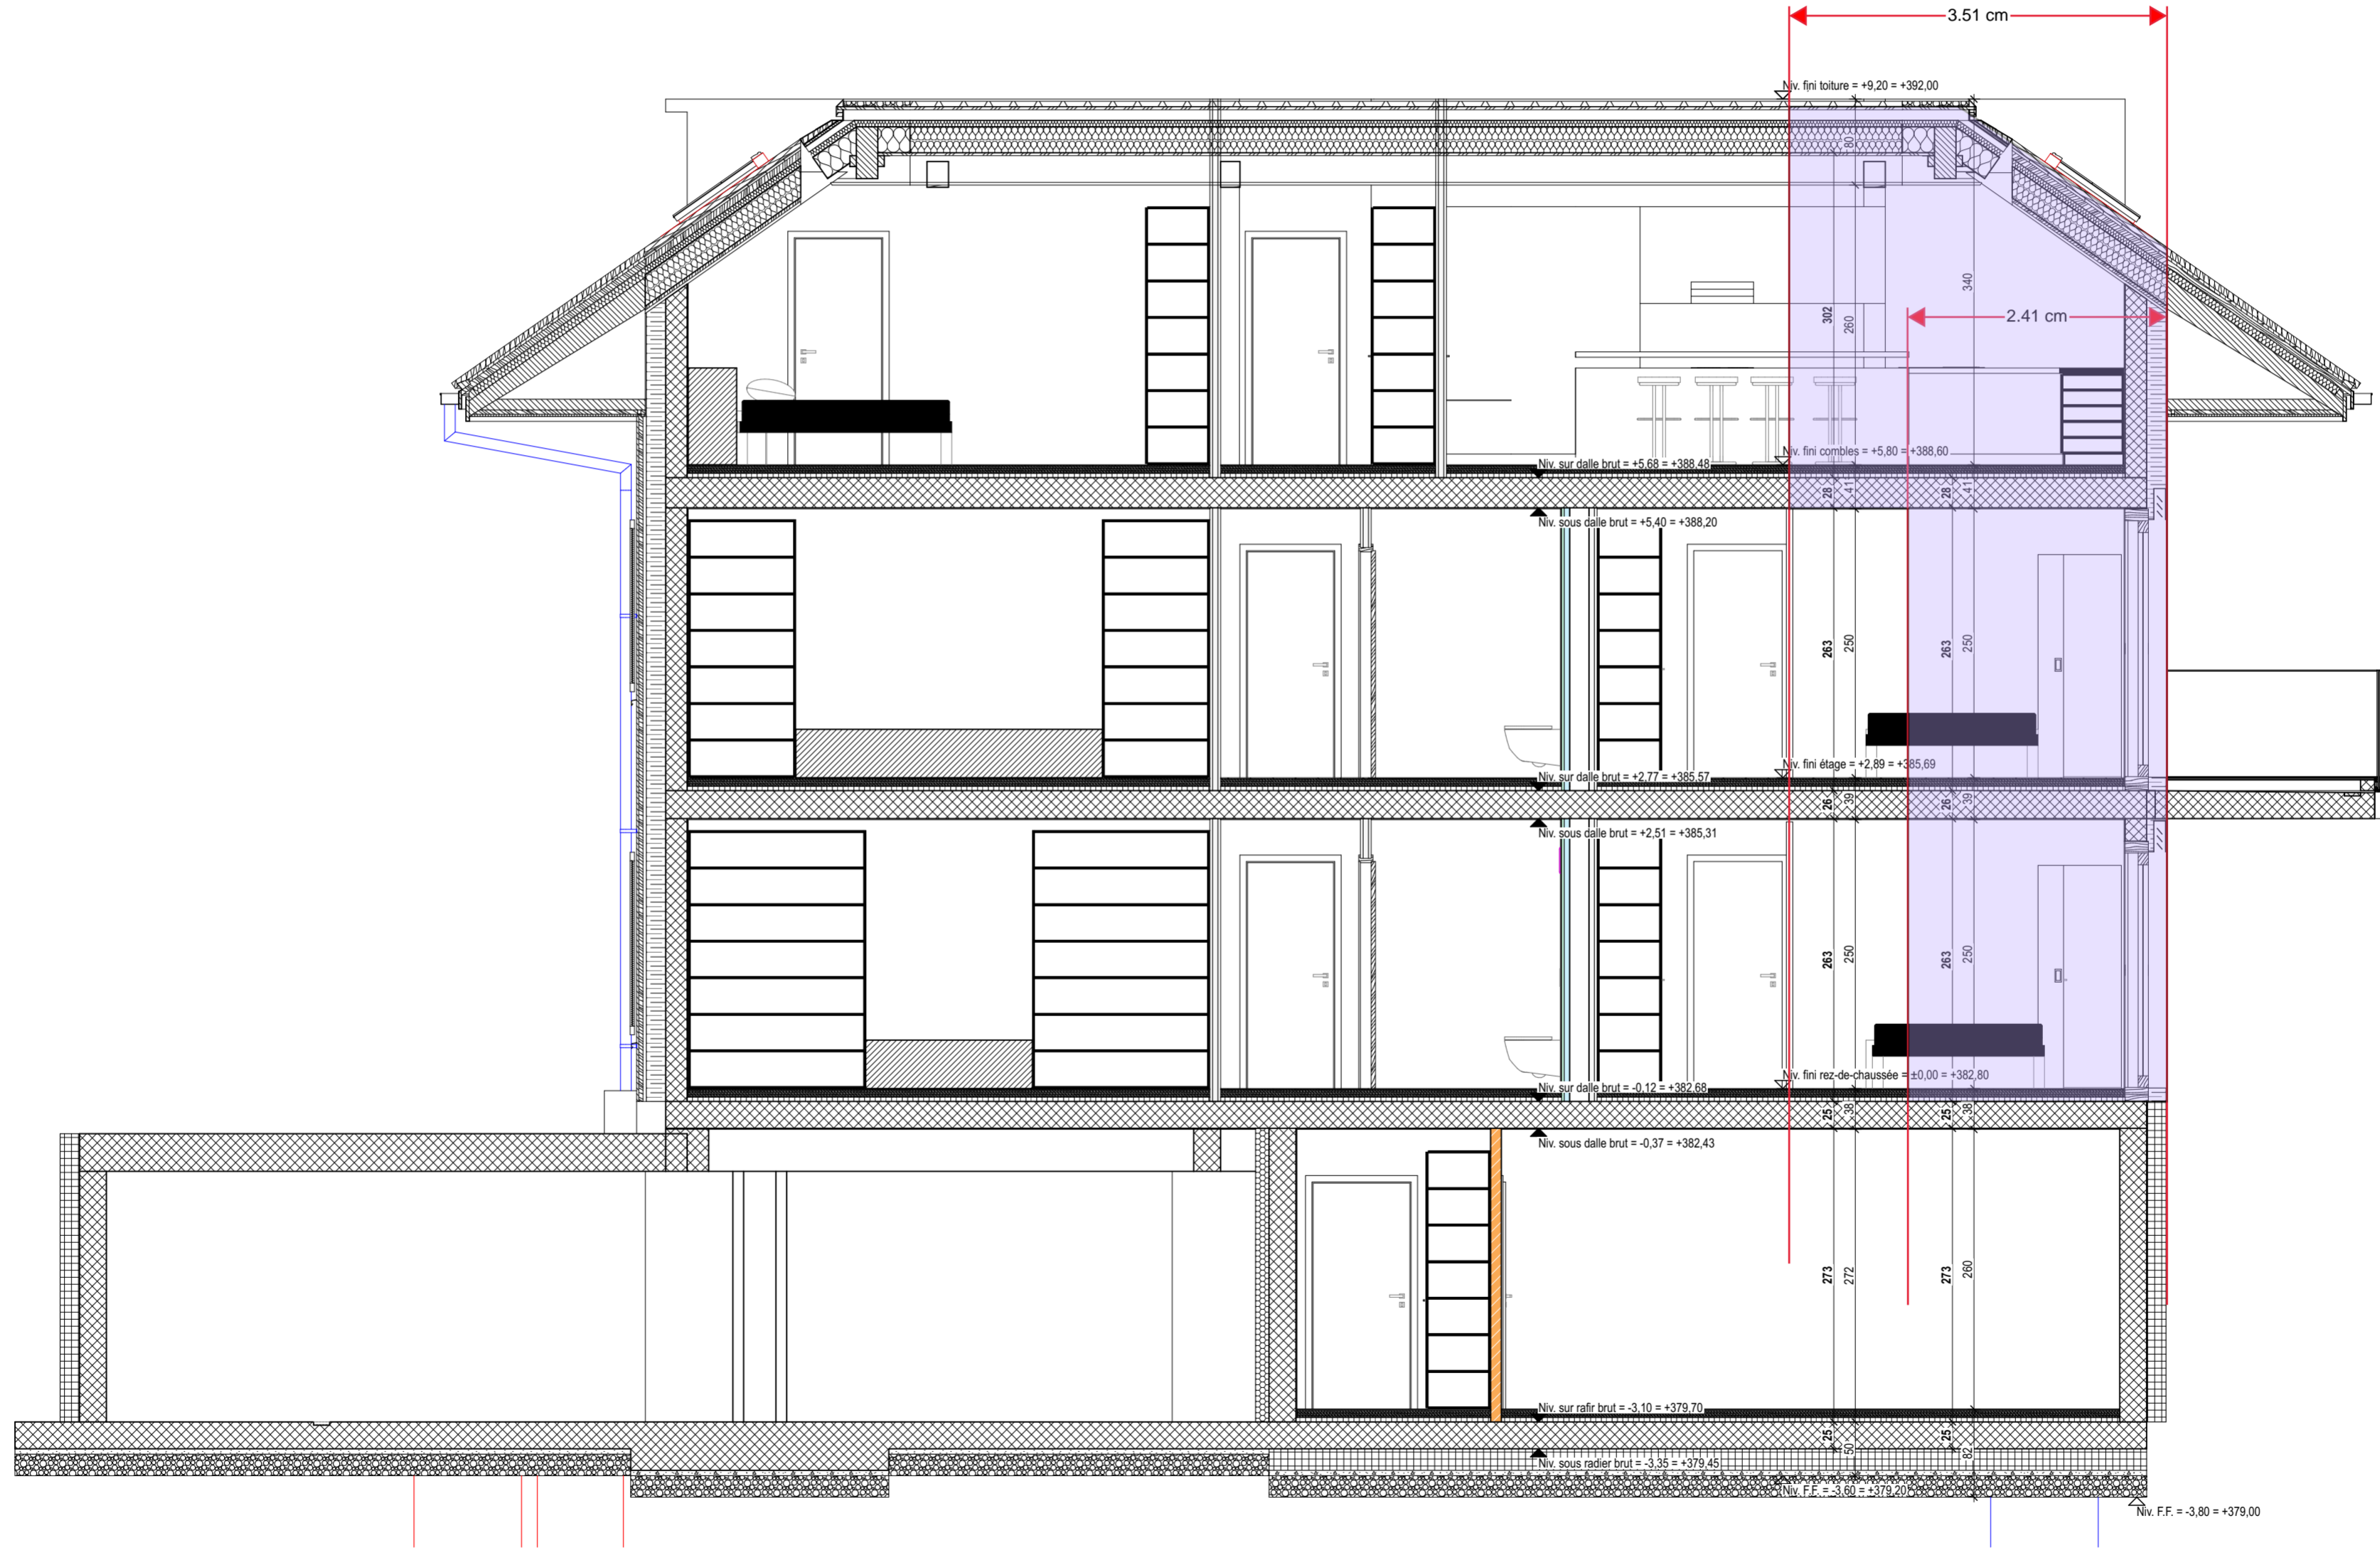 3.51 cm
Niv. fini toiture = +9,20 = +392,00
80
340
302
260
2.41 cm
Niv. fini combles = +5,80 = +388,60
Niv. sur dalle brut = +5,68 = +388,48
28
41
28
41
Niv. sous dalle brut = +5,40 = +388,20
263
250
263
250
Niv. fini étage = +2,89 = +385,69
Niv. sur dalle brut = +2,77 = +385,57
26
39
26
39
Niv. sous dalle brut = +2,51 = +385,31
263
250
263
250
Niv. fini rez-de-chaussée = ±0,00 = +382,80
Niv. sur dalle brut = -0,12 = +382,68
25
38
25
38
Niv. sous dalle brut = -0,37 = +382,43
273
272
273
260
Niv. sur rafir brut = -3,10 = +379,70
25
50
25
82
Niv. sous radier brut = -3,35 = +379,45
Niv. F.F. = -3,60 = +379,20
Niv. F.F. = -3,80 = +379,00